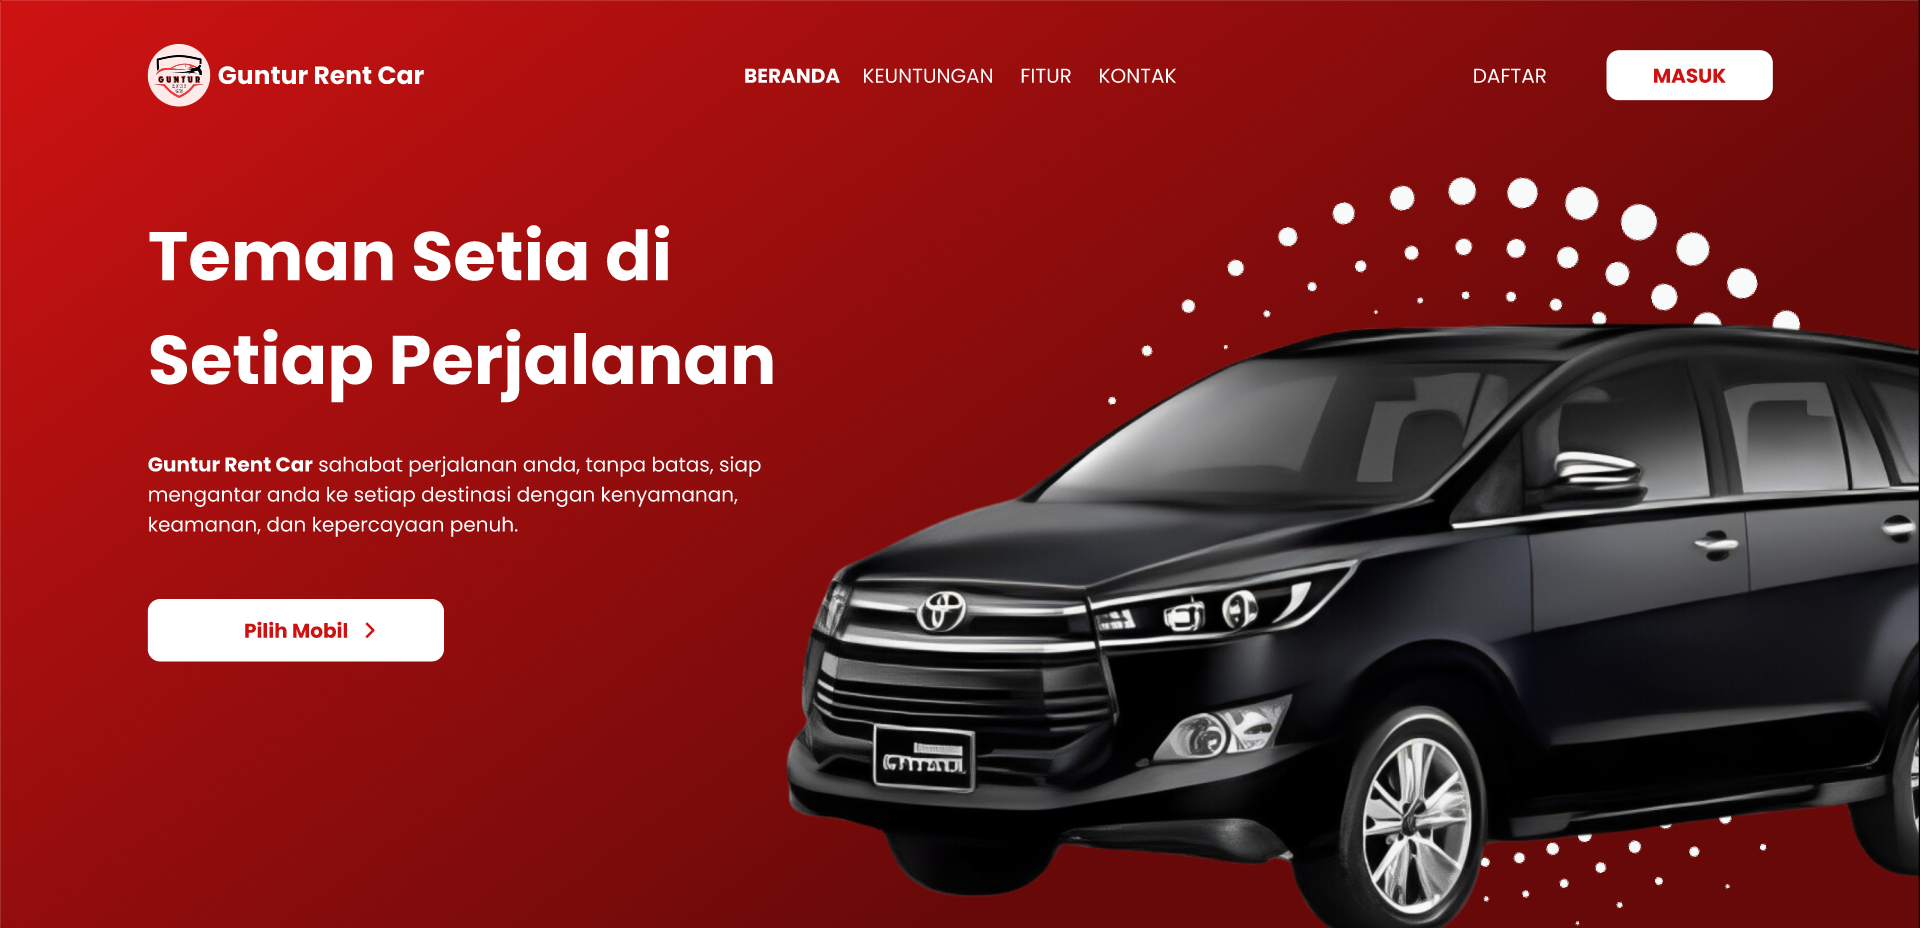 GUNTUR
Guntur Rent Car
BERANDA
KEUNTUNGAN
FITUR
KONTAK
DAFTAR
MASUK
Teman Setia di
Setiap Perjalanan
Guntur Rent Car sahabat perjalanan anda, tanpa batas, siap
mengantar anda ke setiap destinasi dengan kenyamanan,
keamanan, dan kepercayaan penuh.
Pilih Mobil